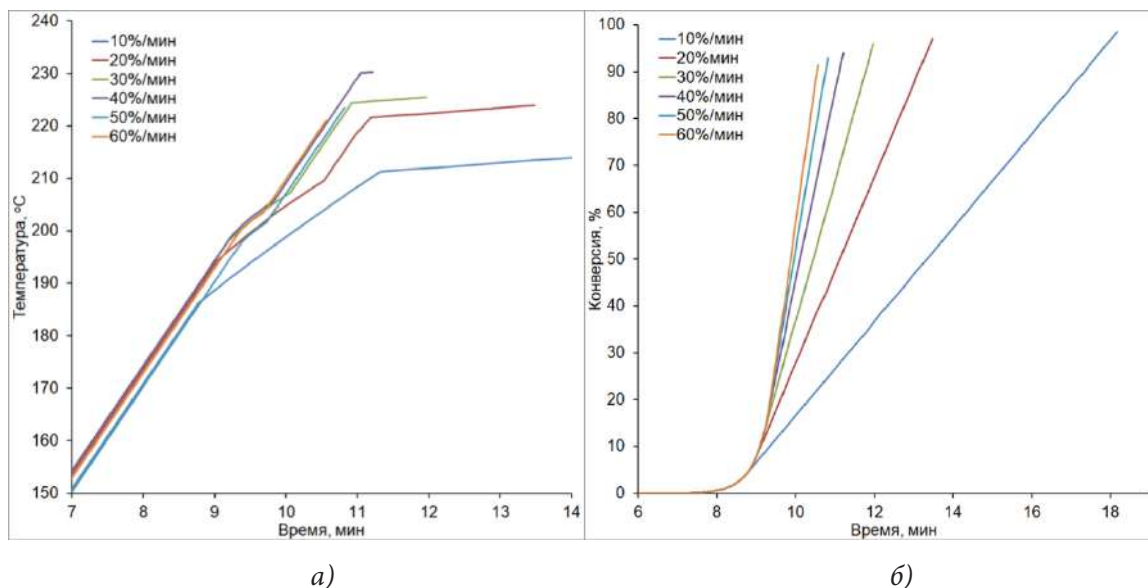 240
230
220
210
200
190
180
170
160
150
Температура, °C
10%/мин
20%/мин
30%/мин
40%/мин
50%/мин
60%/мин
7 8 9 10 11 12 13 14
Время, мин
100
90
80
70
60
50
40
30
20
10
0
Конверсия, %
10%/мин
20%мин
30%/мин
40%/мин
50%/мин
60%/мин
6 8 10 12 14 16 18
Время, мин
а) б)